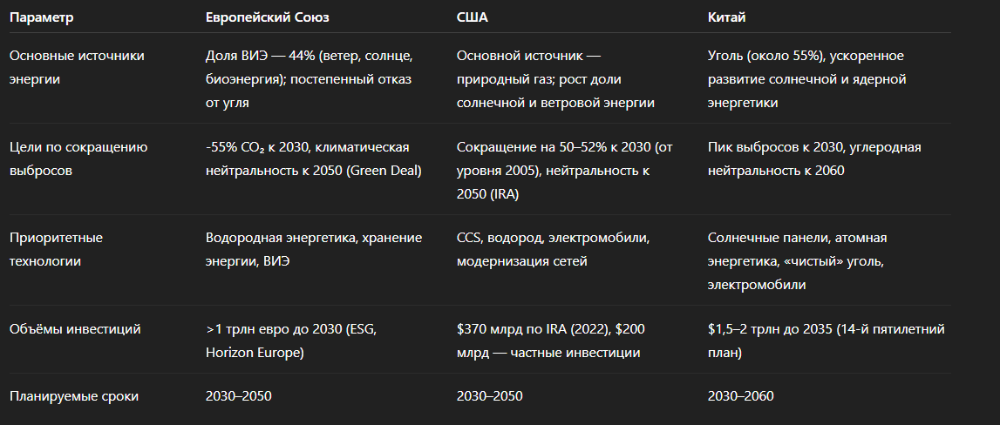 Параметр Европейский Союз США Китай
Основные источники энергии Доля ВИЭ — 44% (ветер, солнце, биоэнергия); постепенный отказ от угля Основной источник — природный газ; рост доли солнечной и ветровой энергии Уголь (около 55%), ускоренное развитие солнечной и ядерной энергетики
Цели по сокращению выбросов -55% CO₂ к 2030, климатическая нейтральность к 2050 (Green Deal) Сокращение на 50–52% к 2030 (от уровня 2005), нейтральность к 2050 (IRA) Пик выбросов к 2030, углеродная нейтральность к 2060
Приоритетные технологии Водородная энергетика, хранение энергии, ВИЭ CCS, водород, электромобили, модернизация сетей Солнечные панели, атомная энергетика, «чистый» уголь, электромобили
Объёмы инвестиций >1 трлн евро до 2030 (ESG, Horizon Europe) $370 млрд по IRA (2022), $200 млрд — частные инвестиции $1,5–2 трлн до 2035 (14-й пятилетний план)
Планируемые сроки 2030–2050 2030–2050 2030–2060